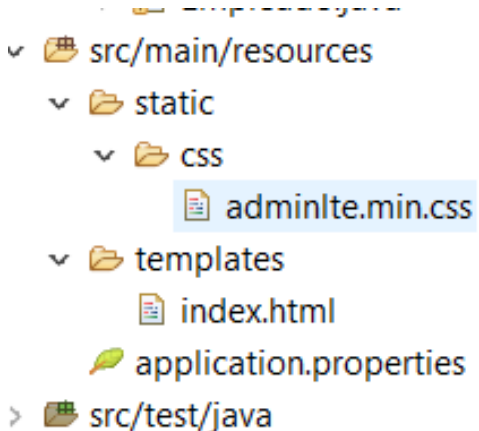 src/main/resources
static
css
adminlte.min.css
templates
index.html
application.properties
src/test/java